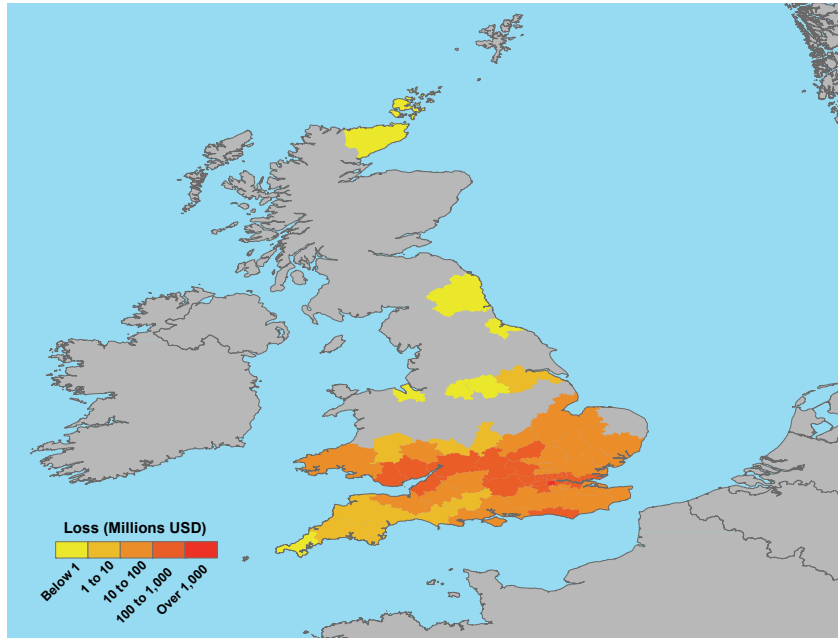 Loss (Millions USD)
Below 1
1 to 10
10 to 100
100 to 1,000
Over 1,000